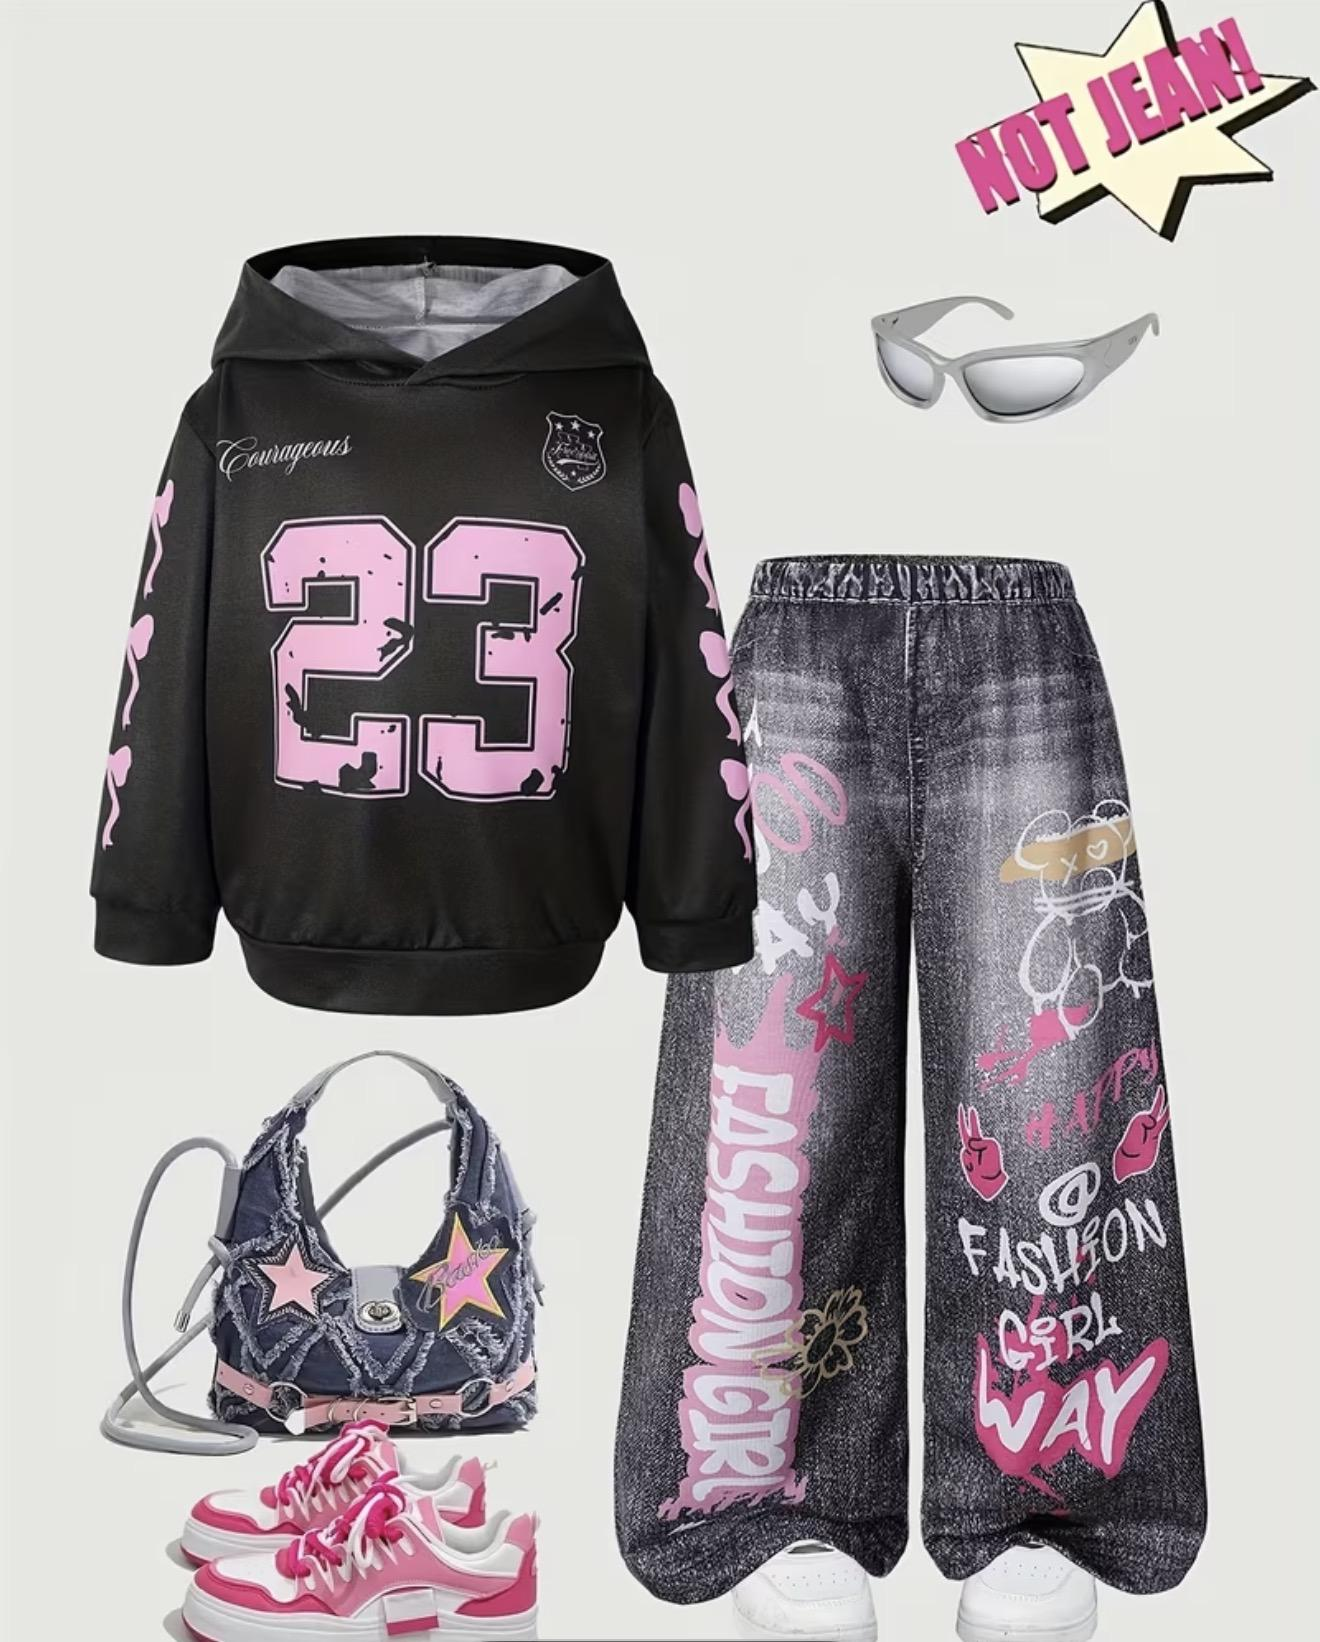 NOT JEAN!
Courageous
23
HAPPY
@
FASHION
GiRL
WAY
FASHION GIRL